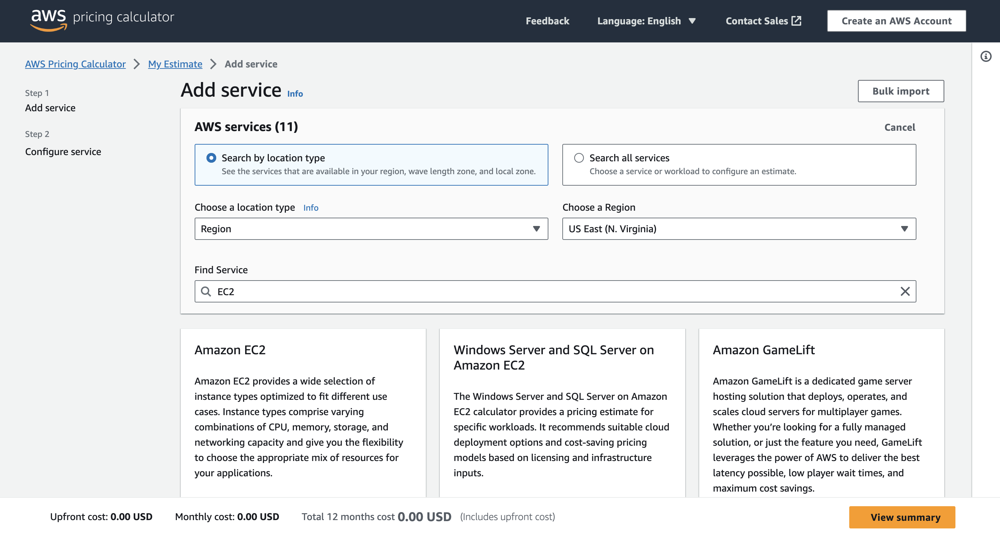 aws pricing calculator
Feedback
Language: English
Contact Sales
Create an AWS Account
AWS Pricing Calculator
My Estimate
Add service
Step 1
Add service
Step 2
Configure service
Add service Info
Bulk import
AWS services (11)
Cancel
Search by location type
See the services that are available in your region, wave length zone, and local zone.
Search all services
Choose a service or workload to configure an estimate.
Choose a location type Info
Region
Choose a Region
US East (N. Virginia)
Find Service
EC2
Amazon EC2
Amazon EC2 provides a wide selection of
instance types optimized to fit different use
cases. Instance types comprise varying
combinations of CPU, memory, storage, and
networking capacity and give you the flexibility
to choose the appropriate mix of resources for
your applications.
Windows Server and SQL Server on
Amazon EC2
The Windows Server and SQL Server on Amazon
EC2 calculator provides a pricing estimate for
specific workloads. It recommends suitable cloud
deployment options and cost-saving pricing
models based on licensing and infrastructure
inputs.
Amazon GameLift
Amazon GameLift is a dedicated game server
hosting solution that deploys, operates, and
scales cloud servers for multiplayer games.
Whether you’re looking for a fully managed
solution, or just the feature you need, GameLift
leverages the power of AWS to deliver the best
latency possible, low player wait times, and
maximum cost savings.
Upfront cost: 0.00 USD
Monthly cost: 0.00 USD
Total 12 months cost 0.00 USD (Includes upfront cost)
View summary